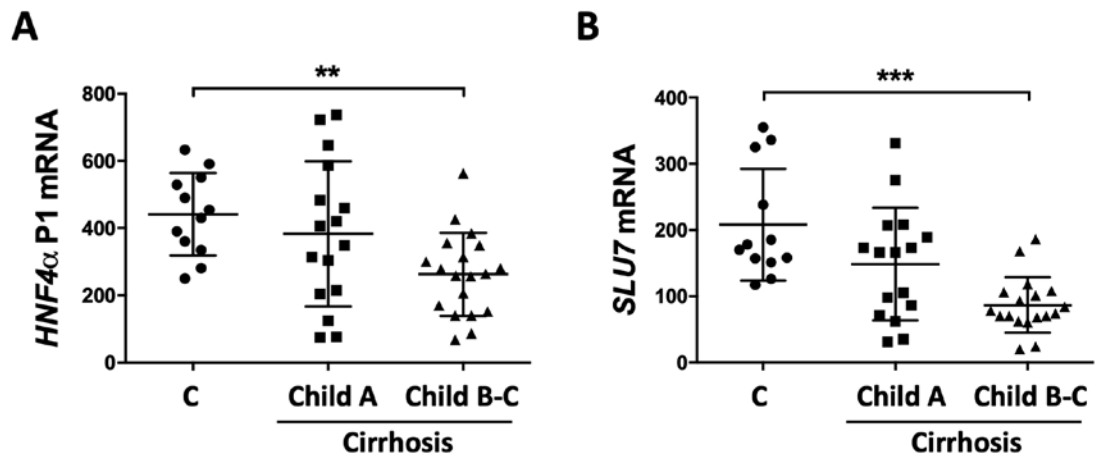 A
**
HNF4α P1 mRNA
800
600
400
200
0
C
Child A
Child B-C
Cirrhosis
B
***
SLU7 mRNA
400
300
200
100
0
C
Child A
Child B-C
Cirrhosis